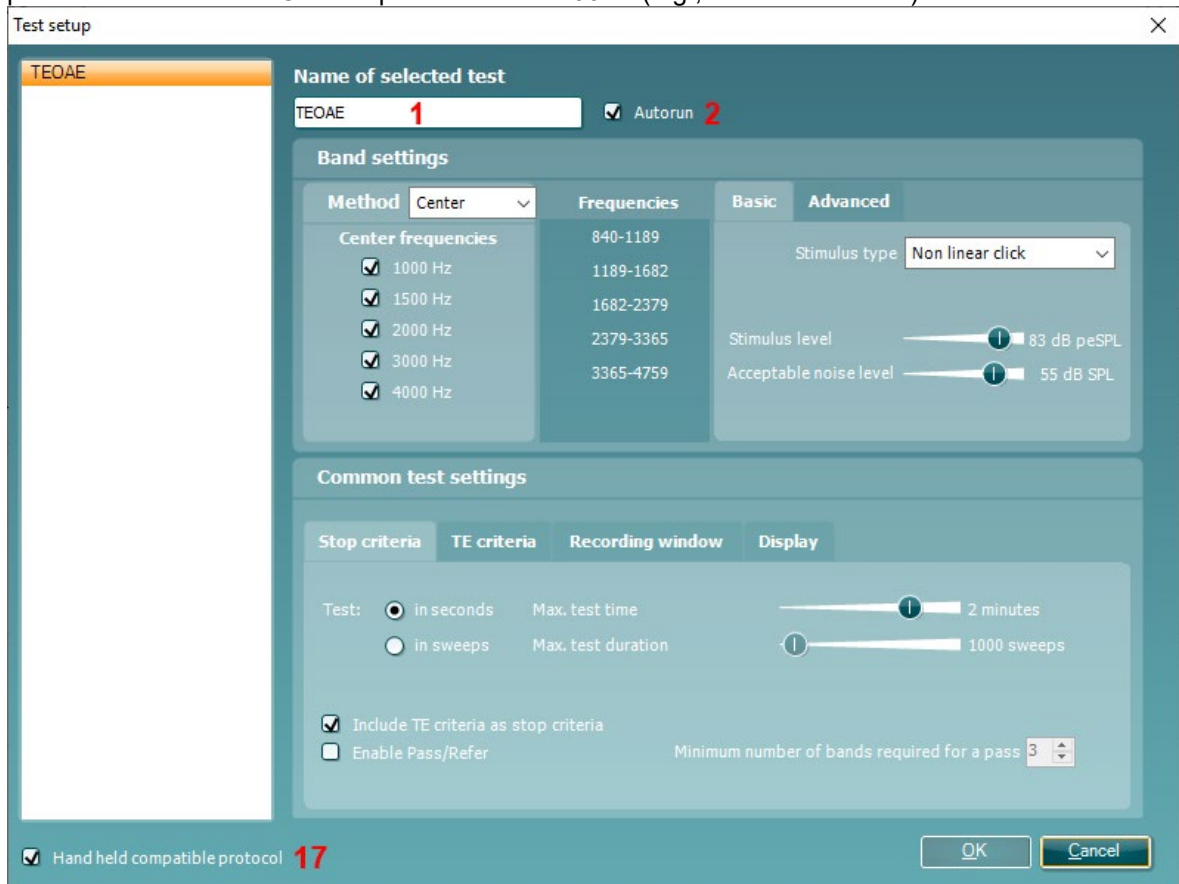 Test setup
TEOAE
Name of selected test
TEOAE 1 Autorun 2
Band settings
Method Center Frequencies Basic Advanced
Center frequencies 840-1189
Stimulus type Non linear click
1000 Hz 1189-1682
1500 Hz 1682-2379
2000 Hz 2379-3365 Stimulus level 83 dB peSPL
3000 Hz 3365-4759 Acceptable noise level 55 dB SPL
4000 Hz
Common test settings
Stop criteria TE criteria Recording window Display
Test: in seconds Max. test time 2 minutes
in sweeps Max. test duration 1000 sweeps
Include TE criteria as stop criteria
Enable Pass/Refer Minimum number of bands required for a pass 3
Hand held compatible protocol 17 OK Cancel